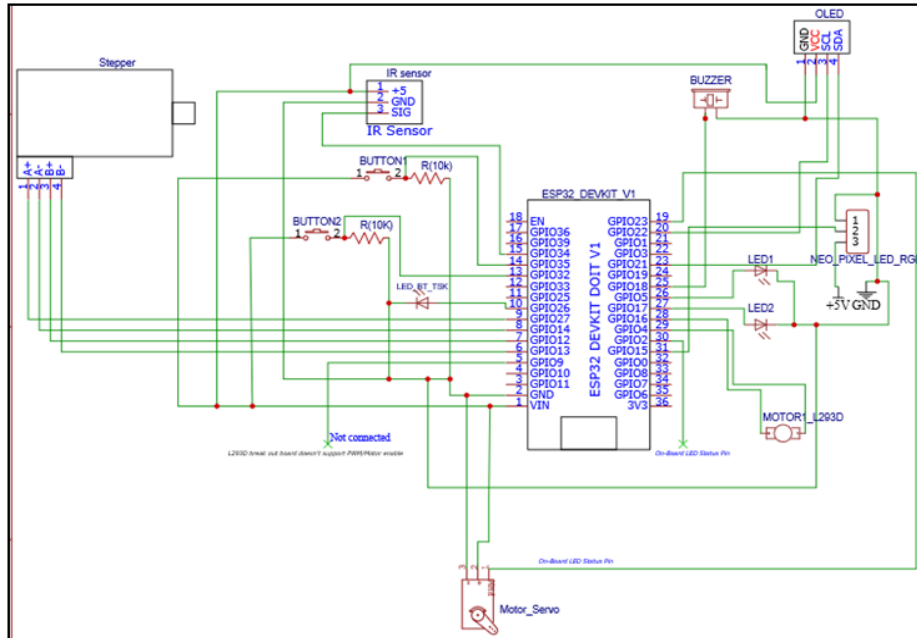 OLED
GND
VCC
SCL
SDA
1
2
3
4
Stepper
A+
A-
B+
B-
1
2
3
4
IR sensor
1 +5
2 GND
3 SIG
IR Sensor
BUZZER
BUTTON1
1 2
R(10k)
BUTTON2
1 2
R(10K)
LED_BT_TSK
ESP32_DEVKIT_V1
ESP32 DEVKIT DOIT V1
18 EN
17 GPIO36
16 GPIO39
15 GPIO34
14 GPIO35
13 GPIO32
12 GPIO33
11 GPIO25
10 GPIO26
9 GPIO27
8 GPIO14
7 GPIO12
6 GPIO13
5 GPIO9
4 GPIO10
3 GPIO11
2 GND
1 VIN
GPIO23 19
GPIO22 20
GPIO1 21
GPIO3 22
GPIO21 23
GPIO19 24
GPIO18 25
GPIO5 26
GPIO17 27
GPIO16 28
GPIO4 29
GPIO2 30
GPIO15 31
GPIO0 32
GPIO8 33
GPIO7 34
GPIO6 35
3V3 36
1
2
3
NEO_PIXEL_LED_RG
+5V GND
LED1
LED2
MOTOR1_L293D
Not connected
L293D break out board doesn't support PWM/Motor enable
On-Board LED Status Pin
On-Board LED Status Pin
3
2
1
Motor_Servo